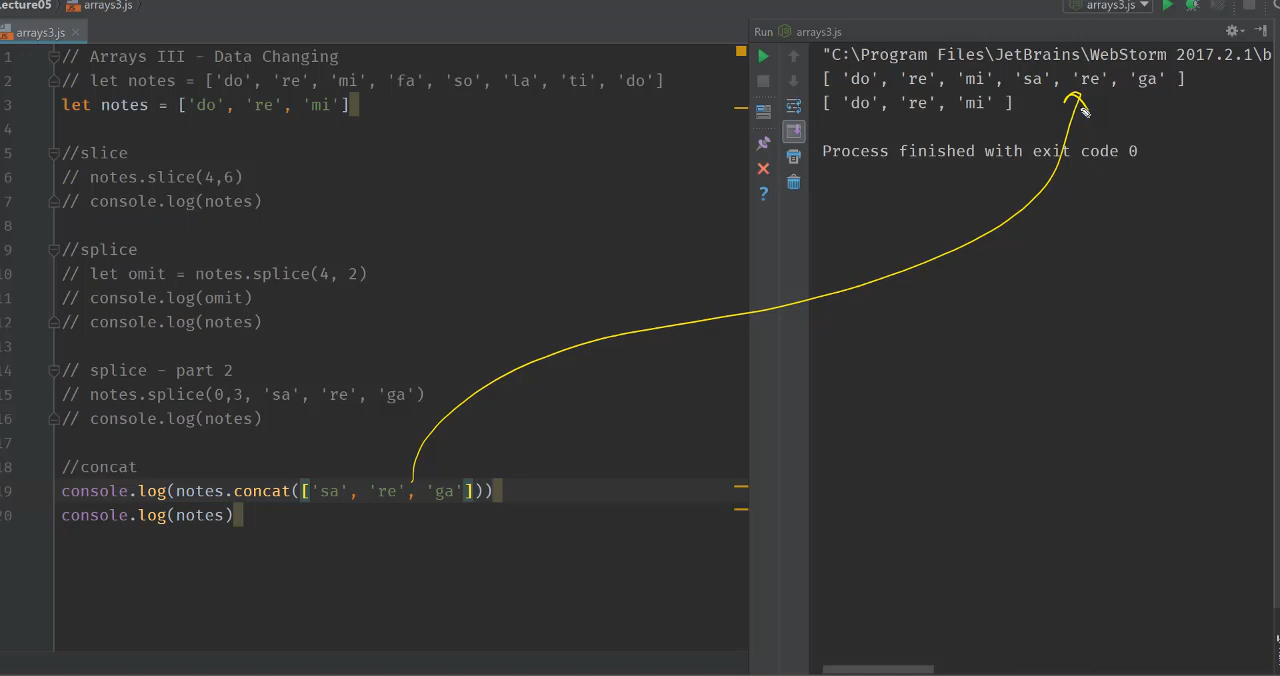 ecture05 arrays3.js arrays3.js
arrays3.js Run arrays3.js
1 // Arrays III - Data Changing
2 // let notes = ['do', 're', 'mi', 'fa', 'so', 'la', 'ti', 'do']
3 let notes = ['do', 're', 'mi']
4
5 //slice
6 // notes.slice(4,6)
7 // console.log(notes)
8
9 //splice
10 // let omit = notes.splice(4, 2)
11 // console.log(omit)
12 // console.log(notes)
13
14 // splice - part 2
15 // notes.splice(0,3, 'sa', 're', 'ga')
16 // console.log(notes)
17
18 //concat
19 console.log(notes.concat(['sa', 're', 'ga']))
20 console.log(notes)
"C:\Program Files\JetBrains\WebStorm 2017.2.1\b
[ 'do', 're', 'mi', 'sa', 're', 'ga' ]
[ 'do', 're', 'mi' ]
Process finished with exit code 0